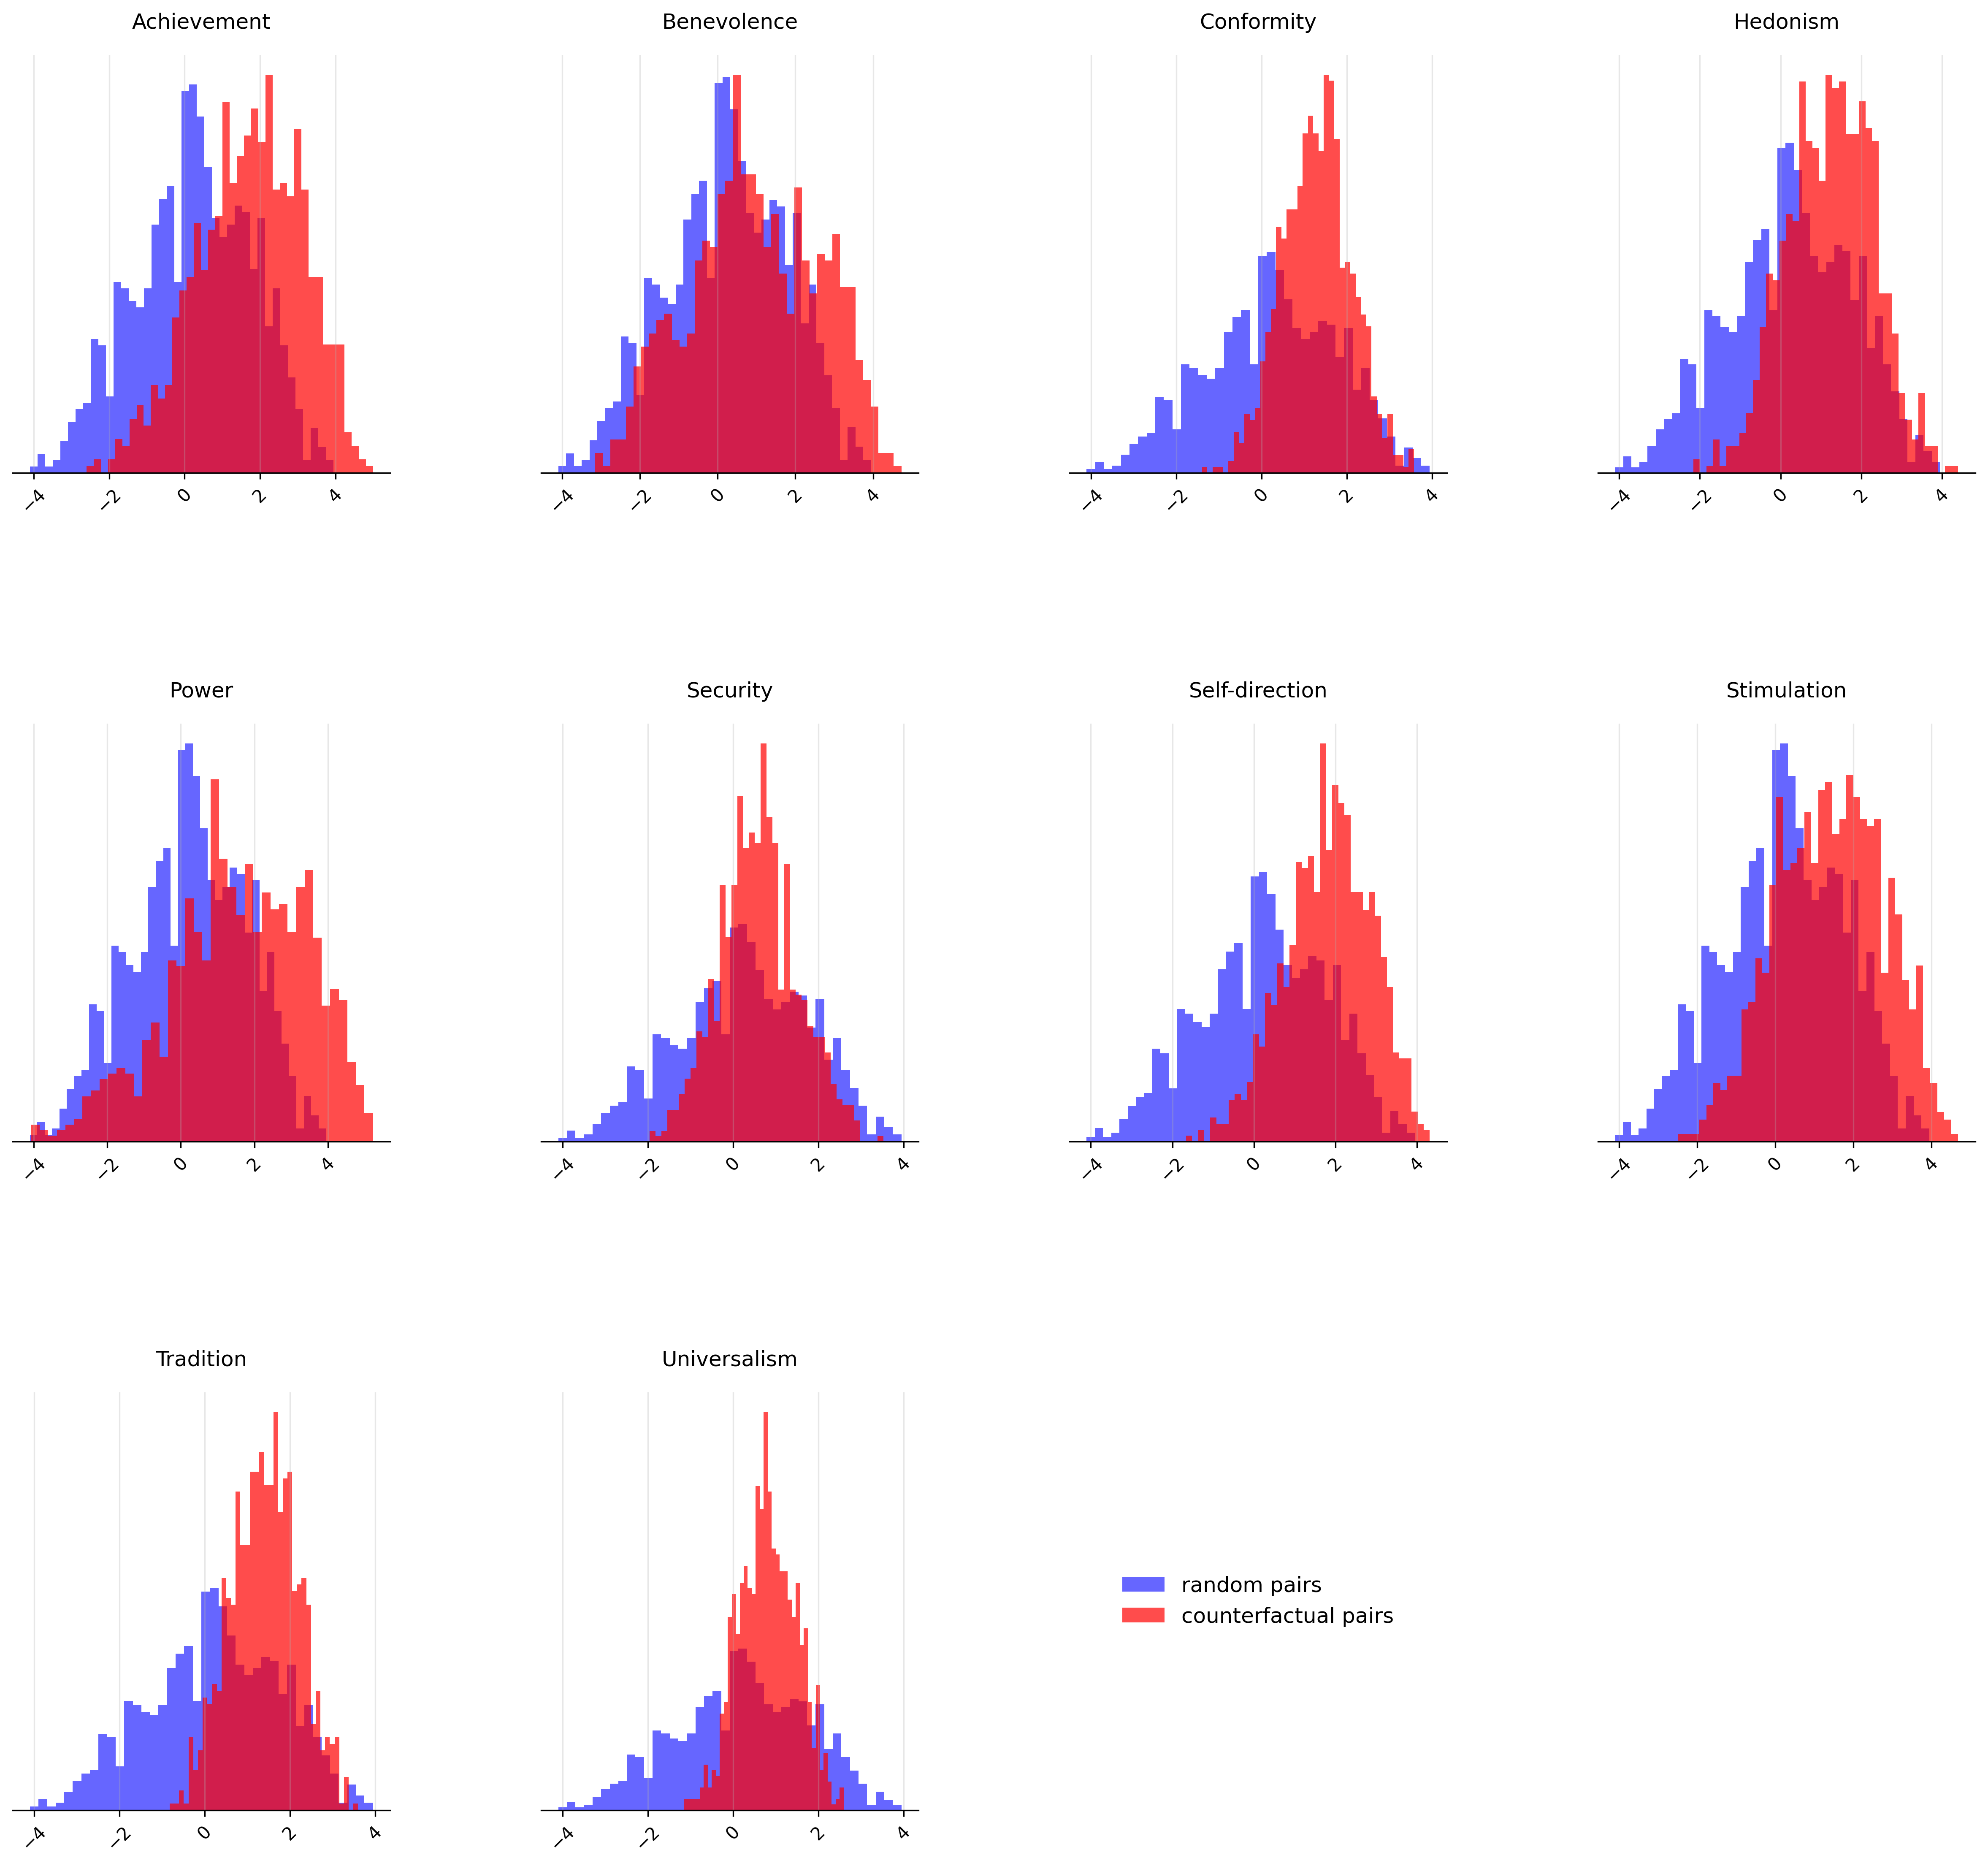 Achievement Benevolence Conformity Hedonism
−4 −2 0 2 4 −4 −2 0 2 4 −4 −2 0 2 4 −4 −2 0 2 4
Power Security Self-direction Stimulation
−4 −2 0 2 4 −4 −2 0 2 4 −4 −2 0 2 4 −4 −2 0 2 4
Tradition Universalism
random pairs
counterfactual pairs
−4 −2 0 2 4 −4 −2 0 2 4